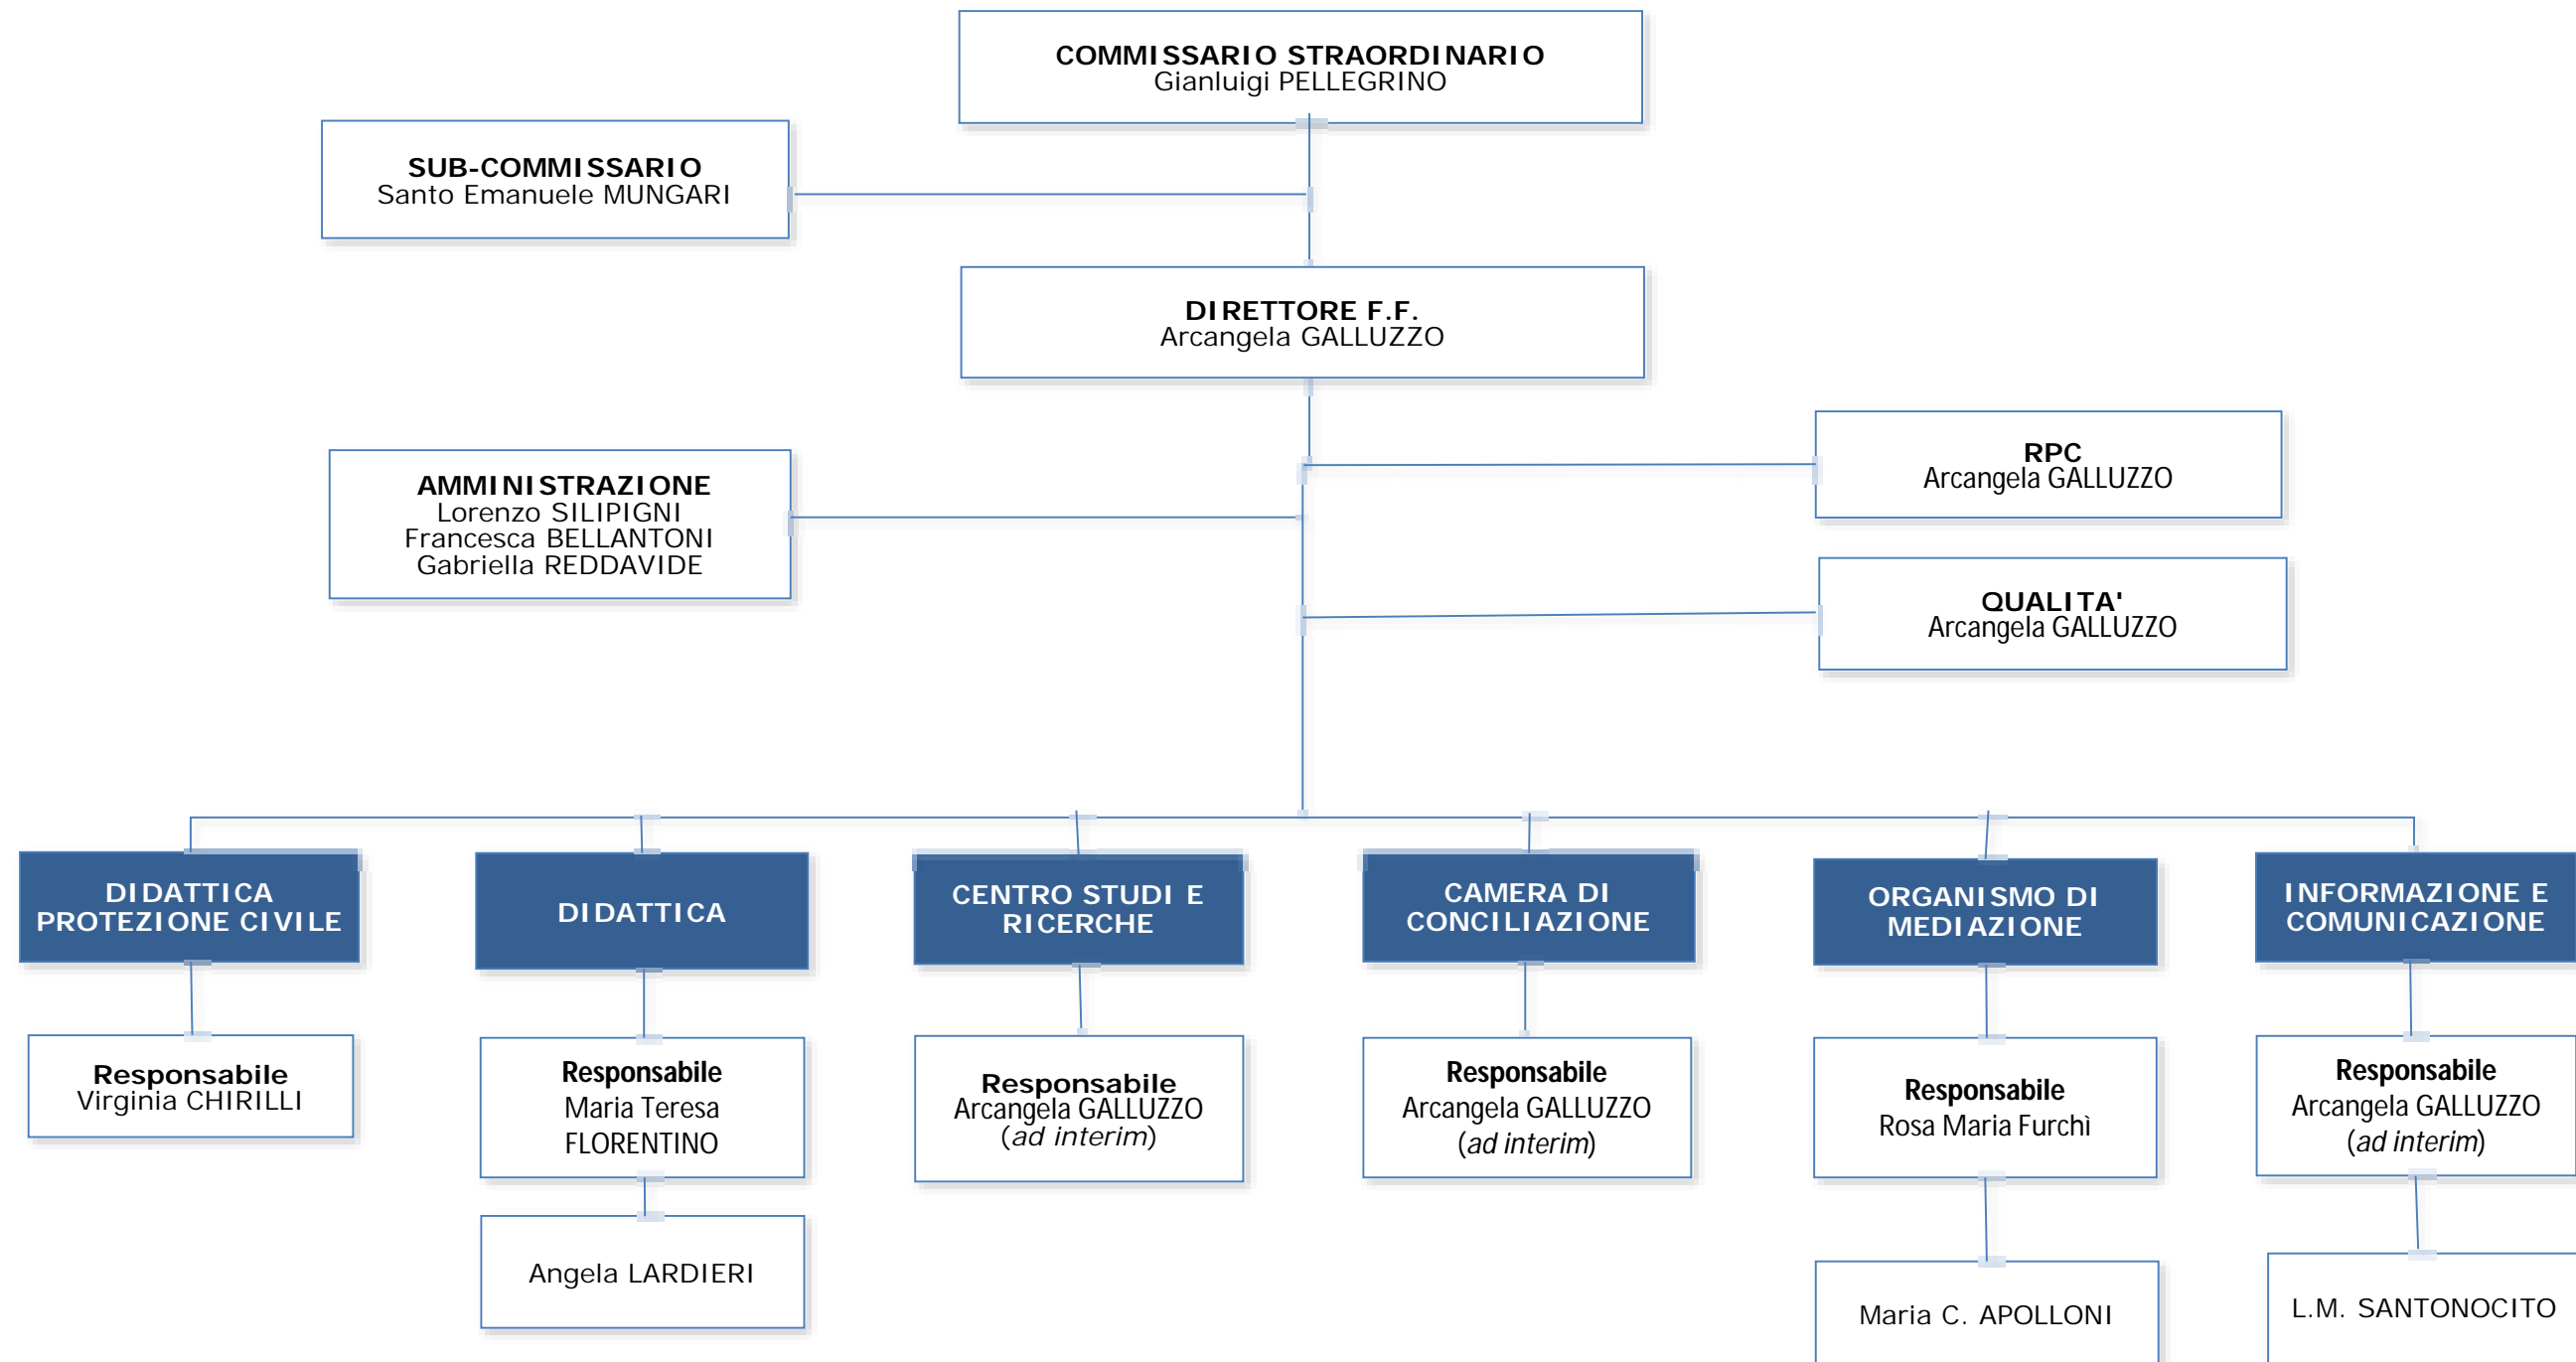 COMMISSARIO STRAORDINARIO
Gianluigi PELLEGRINO
SUB-COMMISSARIO
Santo Emanuele MUNGARI
DIRETTORE F.F.
Arcangela GALLUZZO
RPC
Arcangela GALLUZZO
AMMINISTRAZIONE
Lorenzo SILIPIGNI
Francesca BELLANTONI
Gabriella REDDAVIDE
QUALITA'
Arcangela GALLUZZO
DIDATTICA
PROTEZIONE CIVILE
DIDATTICA
CENTRO STUDI E
RICERCHE
CAMERA DI
CONCILIAZIONE
ORGANISMO DI
MEDIAZIONE
INFORMAZIONE E
COMUNICAZIONE
Responsabile
Virginia CHIRILLI
Responsabile
Maria Teresa
FLORENTINO
Responsabile
Arcangela GALLUZZO
(ad interim)
Responsabile
Arcangela GALLUZZO
(ad interim)
Responsabile
Rosa Maria Furchì
Responsabile
Arcangela GALLUZZO
(ad interim)
Angela LARDIERI
Maria C. APOLLONI
L.M. SANTONOCITO